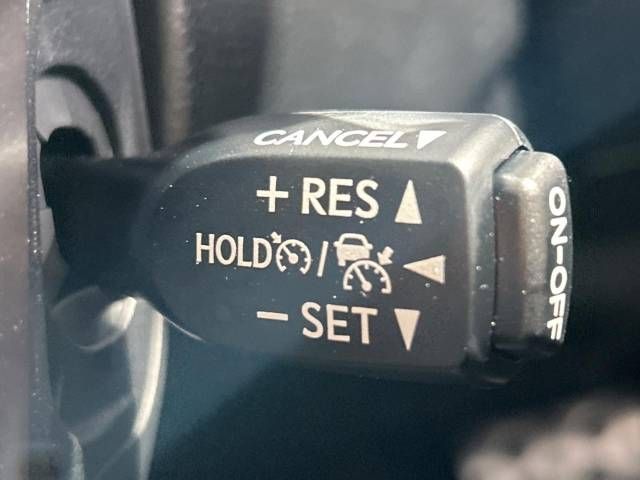 CANCEL
+ RES
HOLD /
- SET
ON-OFF